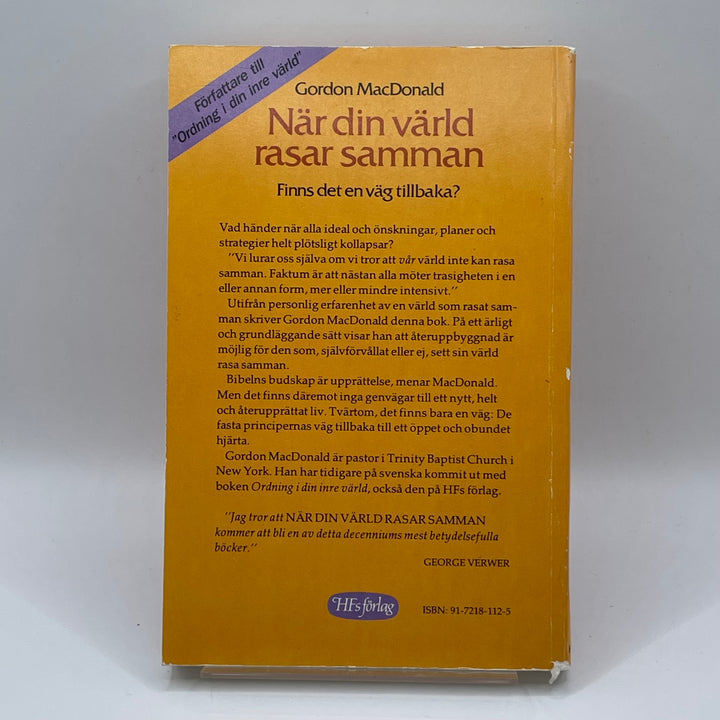 Författare till
"Ordning i din inre värld"
Gordon MacDonald
När din värld
rasar samman
Finns det en väg tillbaka?
Vad händer när alla ideal och önskningar, planer och
strategier helt plötsligt kollapsar?
"Vi lurar oss själva om vi tror att vår värld inte kan rasa
samman. Faktum är att nästan alla möter trasigheten i en
eller annan form, mer eller mindre intensivt."
Utifrån personlig erfarenhet av en värld som rasat sam-
man skriver Gordon MacDonald denna bok. På ett ärligt
och grundläggande sätt visar han att återuppbyggnad är
möjlig för den som, självförvållat eller ej, sett sin värld
rasa samman.
Bibelns budskap är upprättelse, menar MacDonald.
Men det finns däremot inga genvägar till ett nytt, helt
och återupprättat liv. Tvärtom, det finns bara en väg: De
fasta principernas väg tillbaka till ett öppet och obundet
hjärta.
Gordon MacDonald är pastor i Trinity Baptist Church i
New York. Han har tidigare på svenska kommit ut med
boken Ordning i din inre värld, också den på HFs förlag.
"Jag tror att NÄR DIN VÄRLD RASAR SAMMAN
kommer att bli en av detta decenniums mest betydelsefulla
böcker."
GEORGE VERWER
HFs förlag
ISBN: 91-7218-112-5